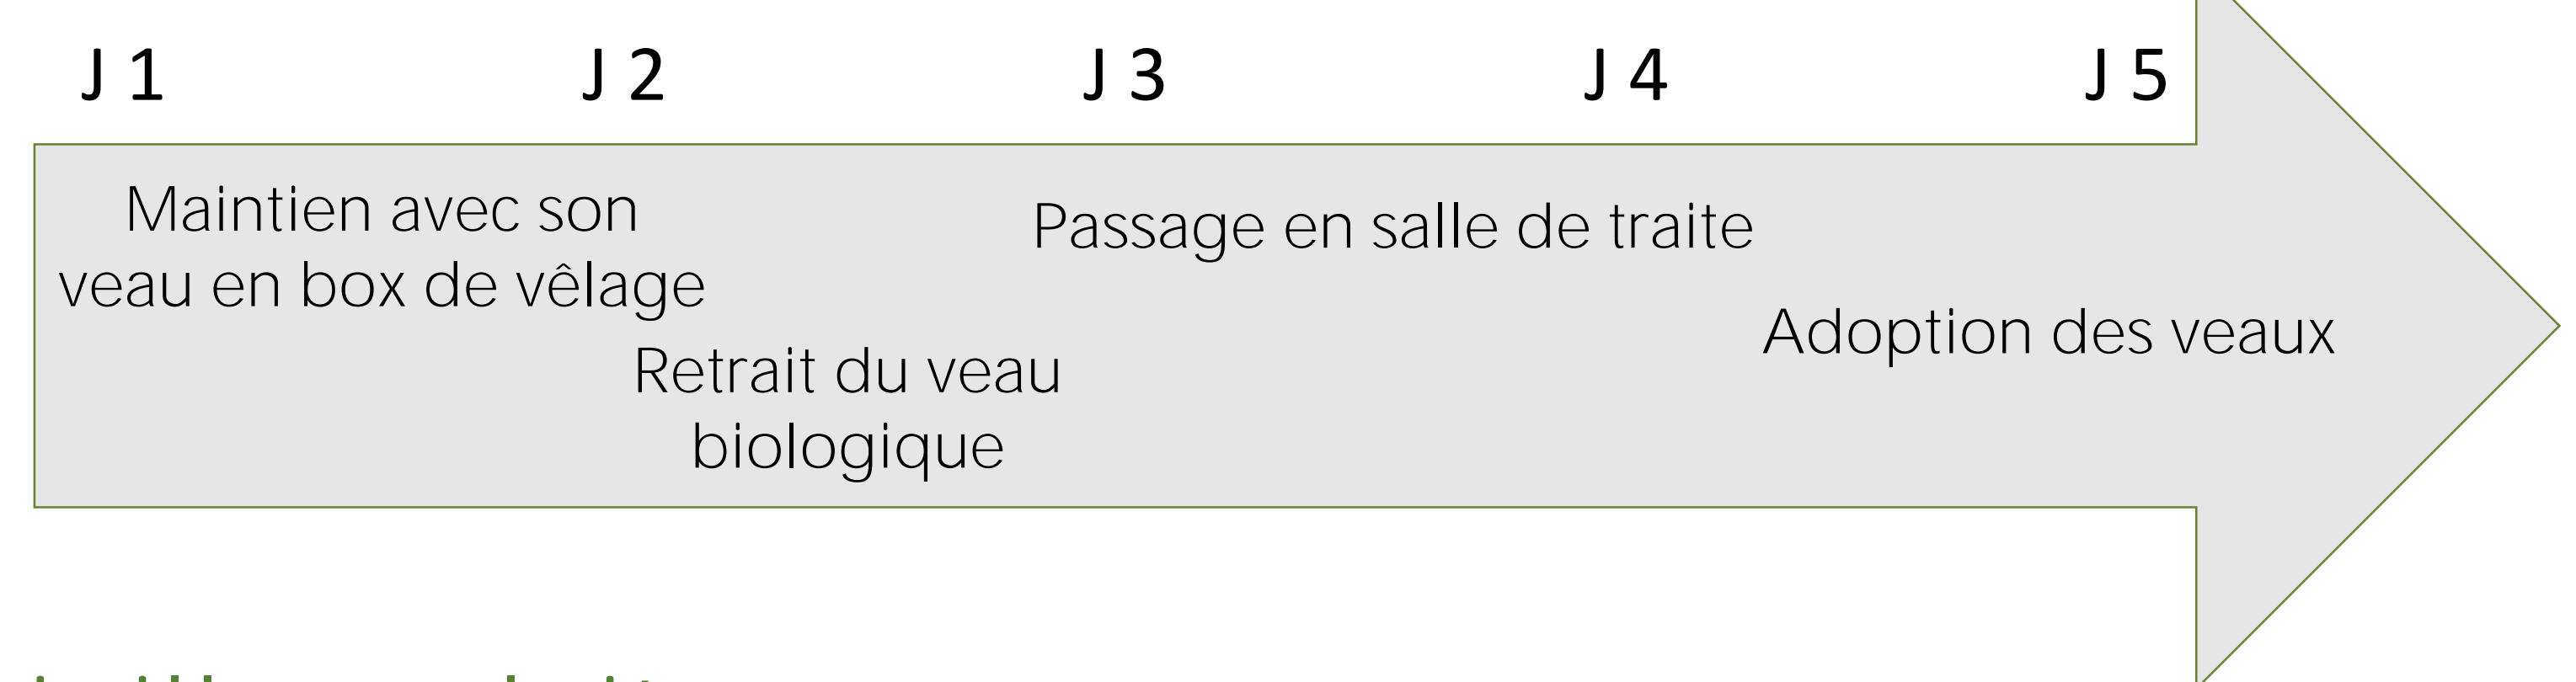 J 1 J 2 J 3 J 4 J 5
Maintien avec son
veau en box de vêlage
Retrait du veau
biologique
Passage en salle de traite
Adoption des veaux